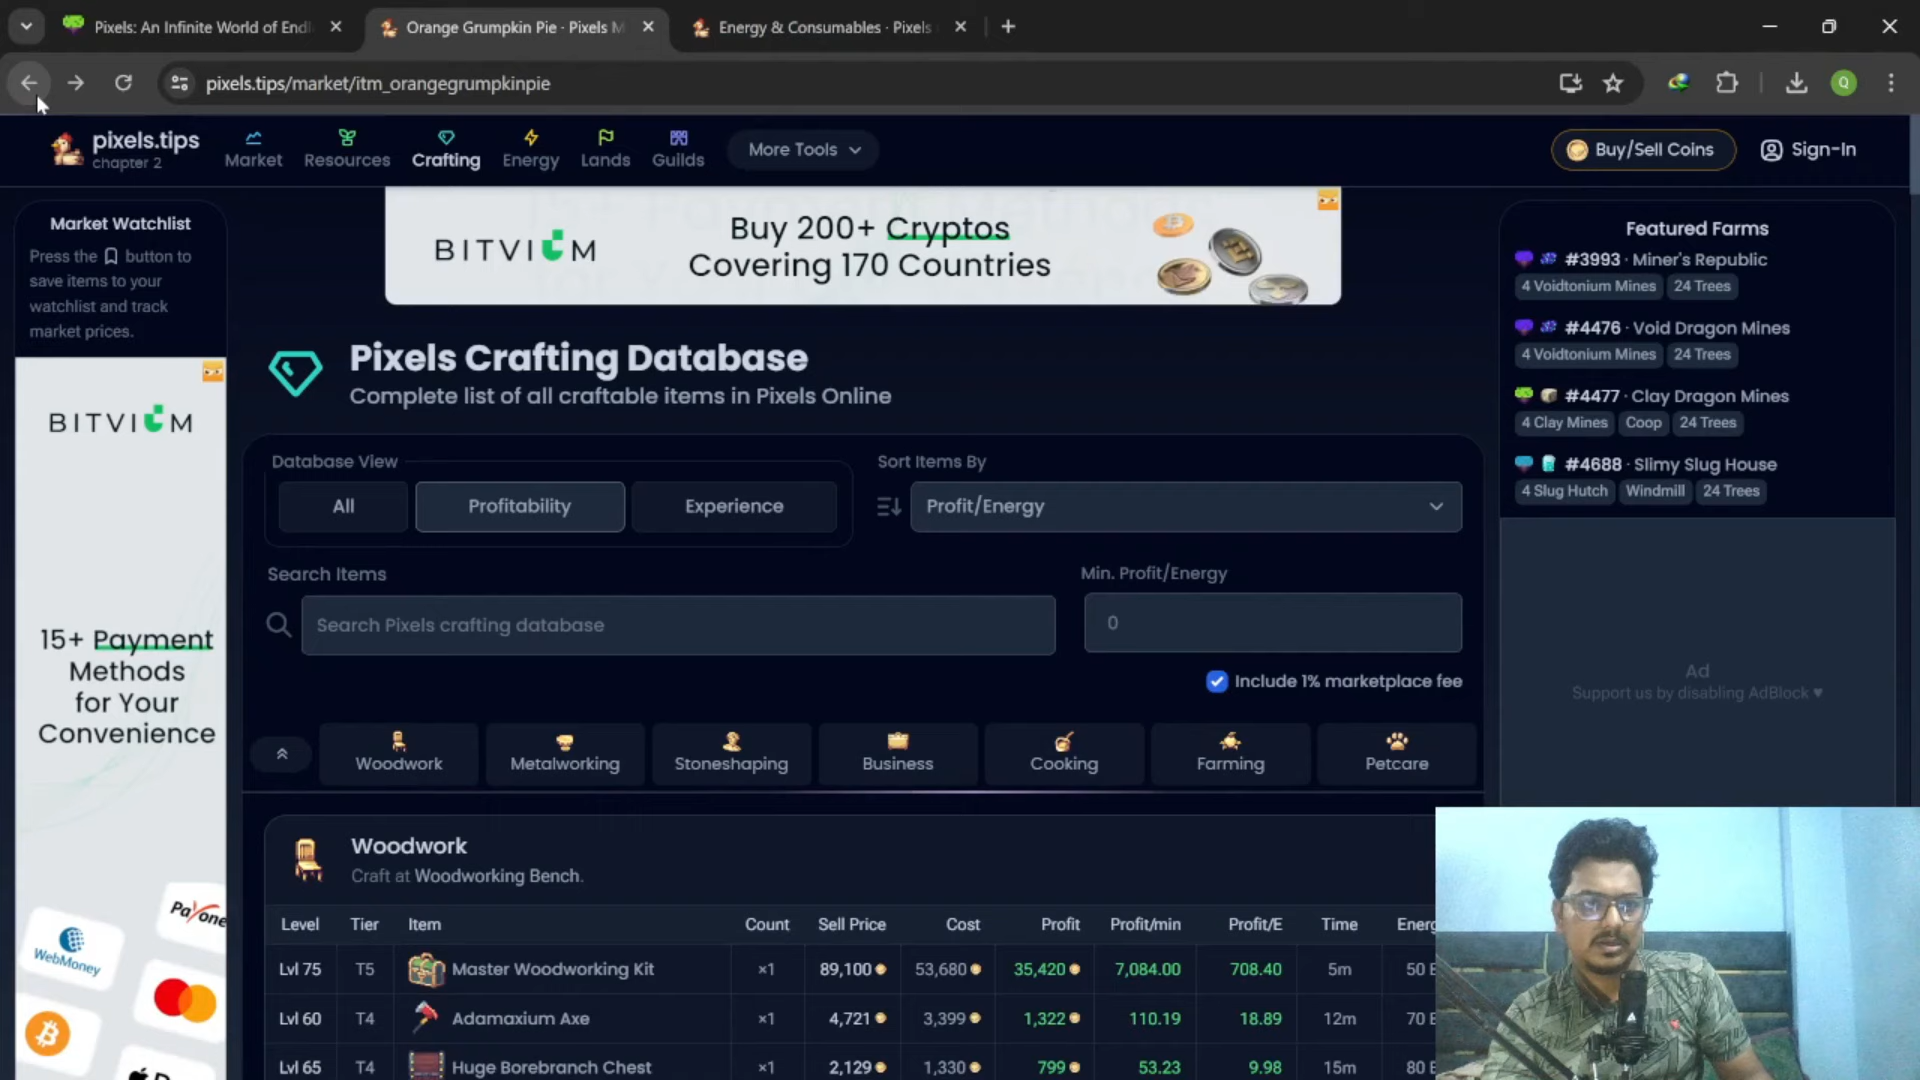 Pixels: An Infinite World of Endl
Orange Grumpkin Pie · Pixels M
Energy & Consumables · Pixels
pixels.tips/market/itm_orangegrumpkinpie
Q
pixels.tips
chapter 2
Market
Resources
Crafting
Energy
Lands
Guilds
More Tools
Buy/Sell Coins
Sign-In
Market Watchlist
Press the button to
save items to your
watchlist and track
market prices.
BITVIUM
15+ Payment
Methods
for Your
Convenience
WebMoney
BITVIUM
Buy 200+ Cryptos
Covering 170 Countries
Pixels Crafting Database
Complete list of all craftable items in Pixels Online
Database View
All
Profitability
Experience
Sort Items By
Profit/Energy
Search Items
Search Pixels crafting database
Min. Profit/Energy
0
Include 1% marketplace fee
Woodwork
Metalworking
Stoneshaping
Business
Cooking
Farming
Petcare
Woodwork
Craft at Woodworking Bench.
Level Tier Item Count Sell Price Cost Profit Profit/min Profit/E Time Energ
Lvl 75 T5 Master Woodworking Kit ×1 89,100 53,680 35,420 7,084.00 708.40 5m 50 E
Lvl 60 T4 Adamaxium Axe ×1 4,721 3,399 1,322 110.19 18.89 12m 70 E
Lvl 65 T4 Huge Borebranch Chest ×1 2,129 1,330 799 53.23 9.98 15m 80 E
Featured Farms
#3993 · Miner's Republic
4 Voidtonium Mines 24 Trees
#4476 · Void Dragon Mines
4 Voidtonium Mines 24 Trees
#4477 · Clay Dragon Mines
4 Clay Mines Coop 24 Trees
#4688 · Slimy Slug House
4 Slug Hutch Windmill 24 Trees
Ad
Support us by disabling AdBlock ♥